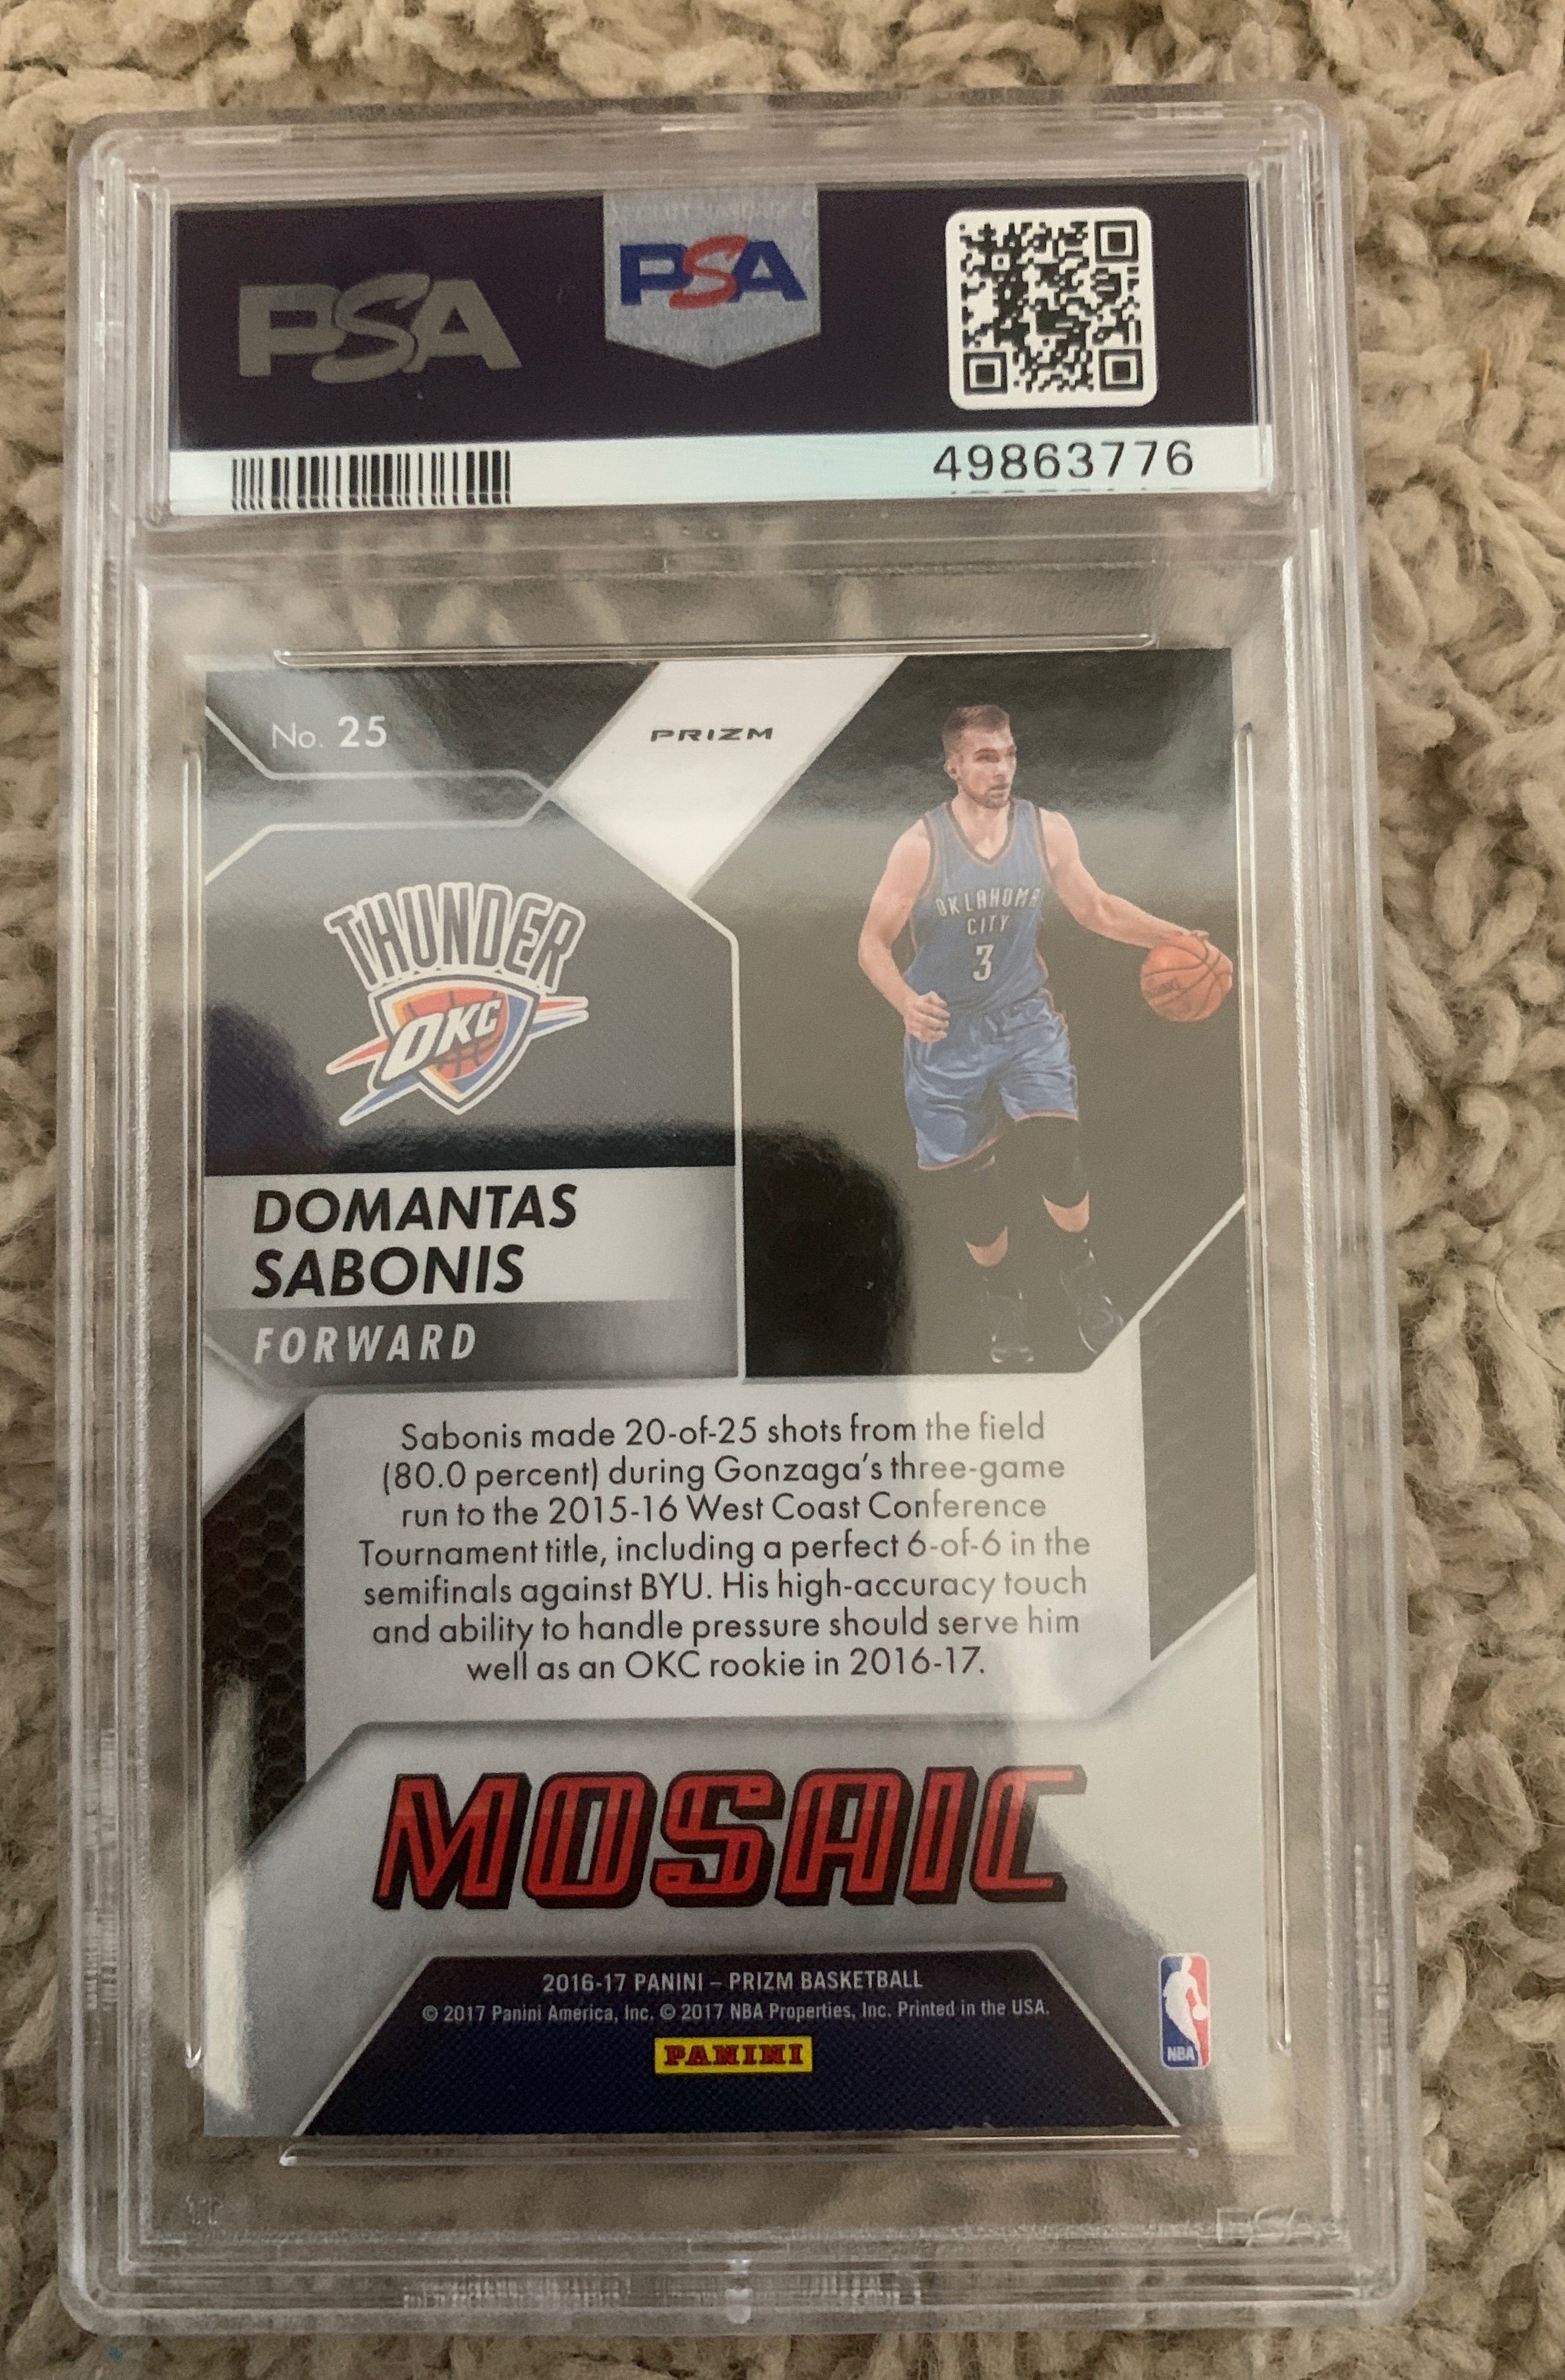 PSA
PSA
49863776
No. 25
PRIZM
THUNDER
OKC
OKLAHOMA
CITY
3
DOMANTAS
SABONIS
FORWARD
Sabonis made 20-of-25 shots from the field
(80.0 percent) during Gonzaga's three-game
run to the 2015-16 West Coast Conference
Tournament title, including a perfect 6-of-6 in the
semifinals against BYU. His high-accuracy touch
and ability to handle pressure should serve him
well as an OKC rookie in 2016-17.
MOSAIC
2016-17 PANINI – PRIZM BASKETBALL
© 2017 Panini America, Inc. © 2017 NBA Properties, Inc. Printed in the USA.
PANINI
NBA
PSA